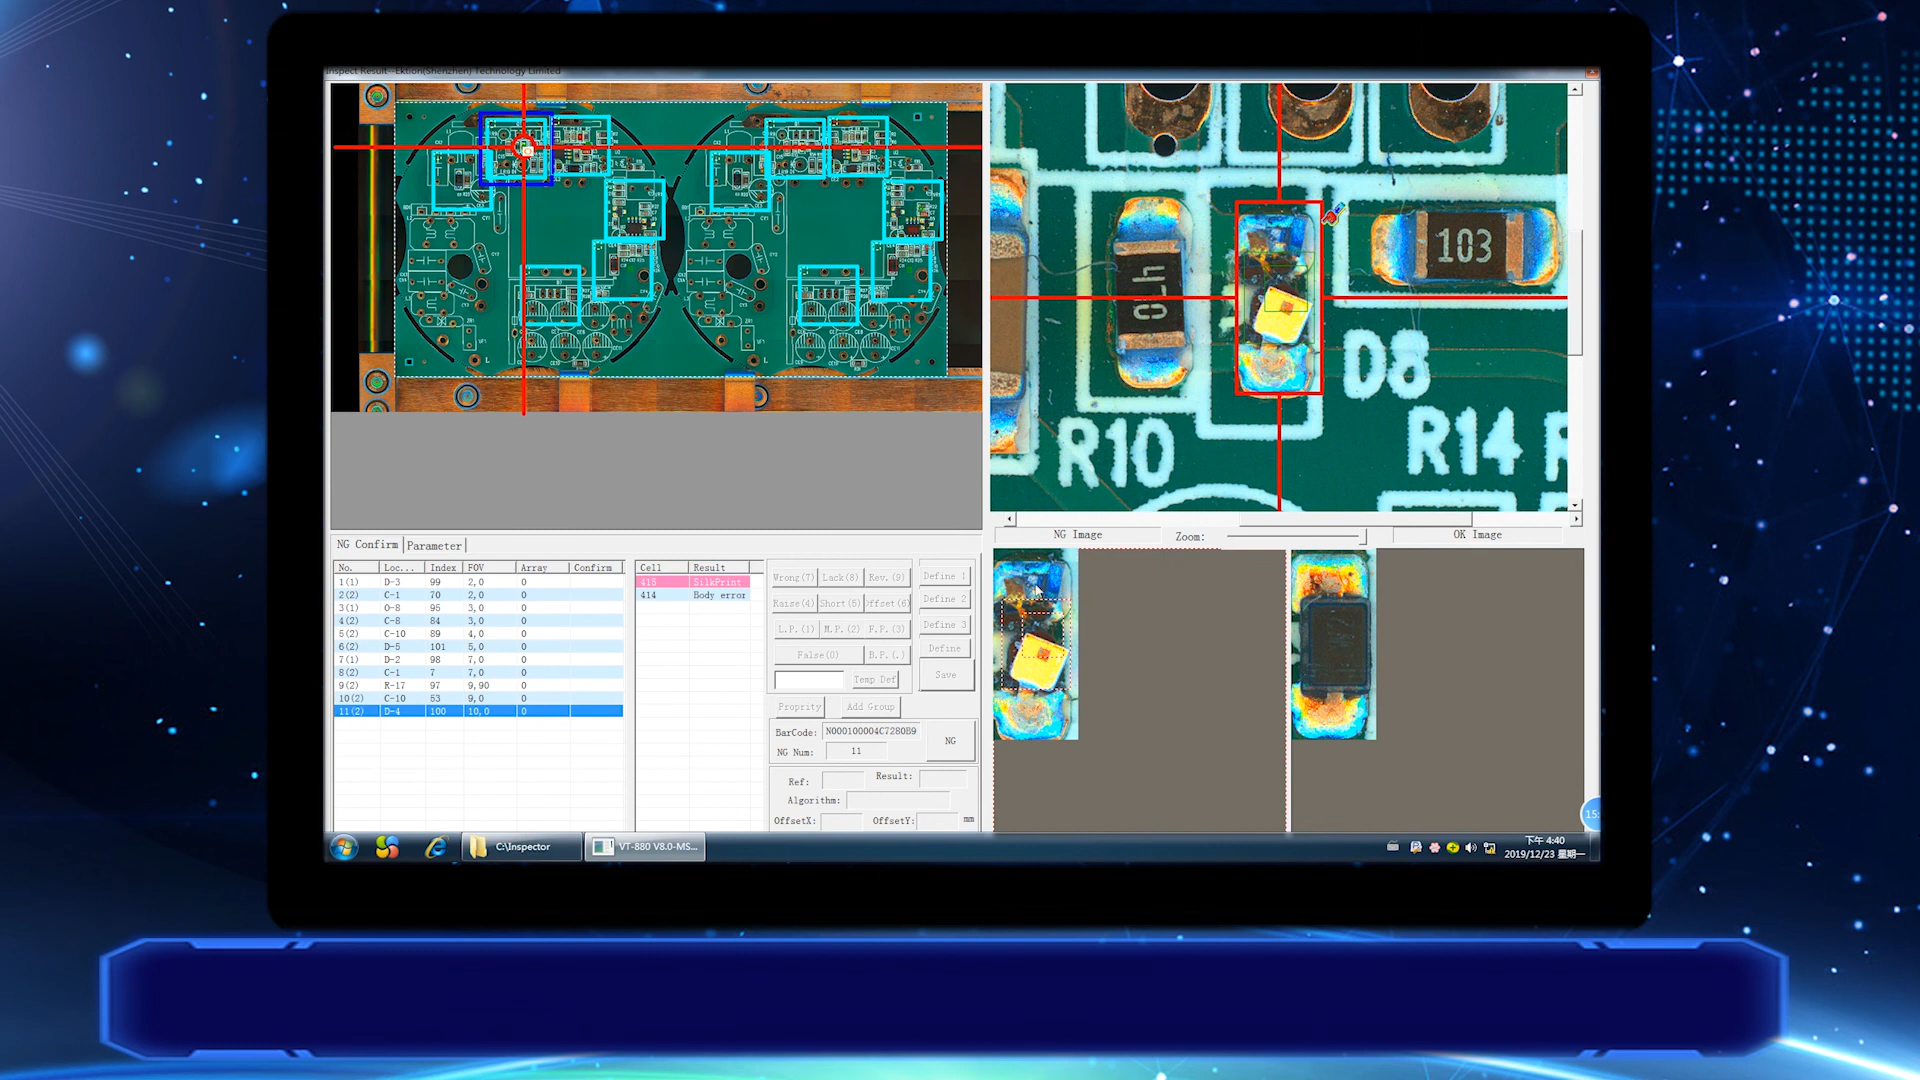 Inspect Result--Ektion(Shenzhen) Technology Limited
103
D8
R10
R14
NG Image
Zoom:
OK Image
NG Confirm
Parameter
No. Loc... Index FOV Array Confirm
1(1) D-3 99 2,0 0
2(2) C-1 70 2,0 0
3(1) O-8 95 3,0 0
4(2) C-8 84 3,0 0
5(2) C-10 89 4,0 0
6(2) D-5 101 5,0 0
7(1) D-2 98 7,0 0
8(2) C-1 7 7,0 0
9(2) R-17 97 9,90 0
10(2) C-10 53 9,0 0
11(2) D-4 100 10,0 0
Cell Result
415 SilkPrint
414 Body error
Wrong(7) Lack(8) Rev.(9) Define 1
Raise(4) Short(5) Offset(6) Define 2
L.P.(1) M.P.(2) F.P.(3) Define 3
False(0) B.P.(.) Define
Temp Def Save
Proprity Add Group
BarCode: N000100004C7280B9
NG Num: 11
NG
Ref: Result:
Algorithm:
OffsetX: OffsetY: mm
C:\Inspector
VT-880 V8.0-MS...
下午 4:40
2019/12/23 星期一